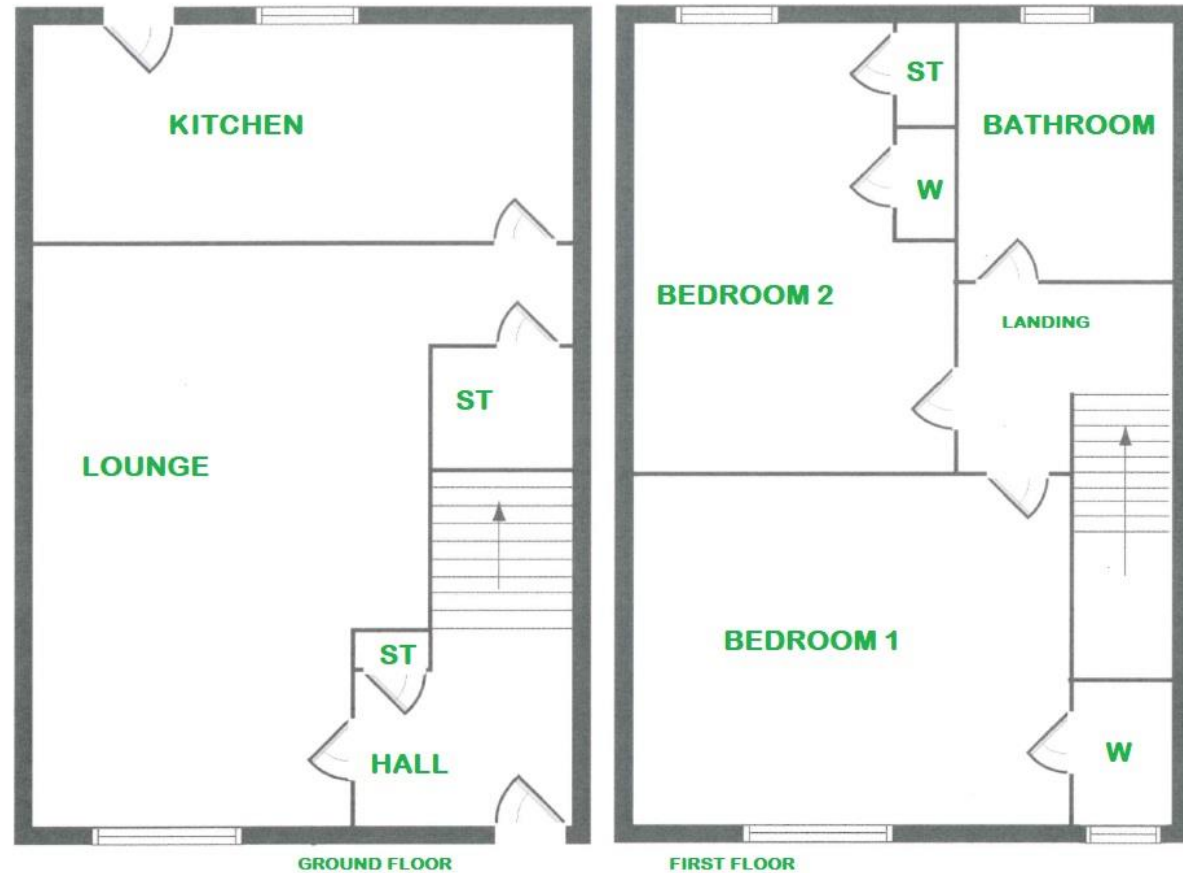 KITCHEN
ST
LOUNGE
ST
HALL
GROUND FLOOR
ST
BATHROOM
W
BEDROOM 2
LANDING
BEDROOM 1
W
FIRST FLOOR